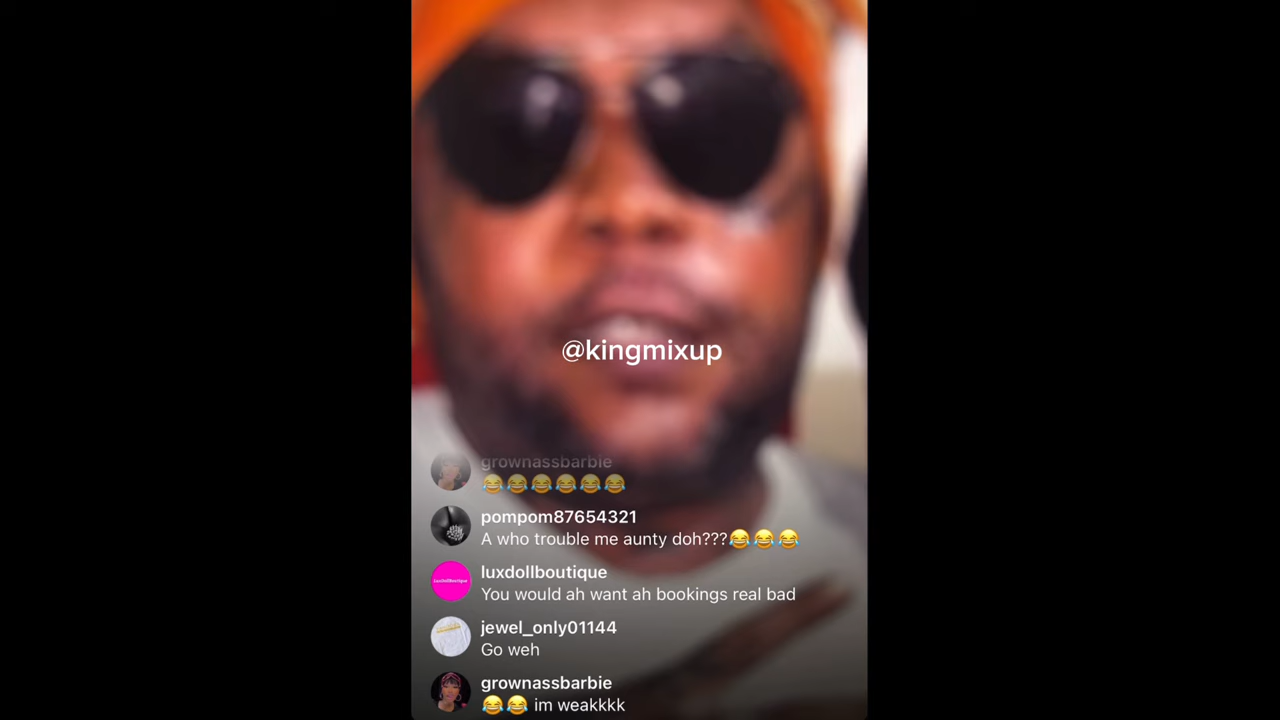 @kingmixup
grownassbarbie
😂😂😂😂😂😂
pompom87654321
A who trouble me aunty doh???😂😂😂
luxdollboutique
You would ah want ah bookings real bad
jewel_only01144
Go weh
grownassbarbie
😂😂 im weakkkk